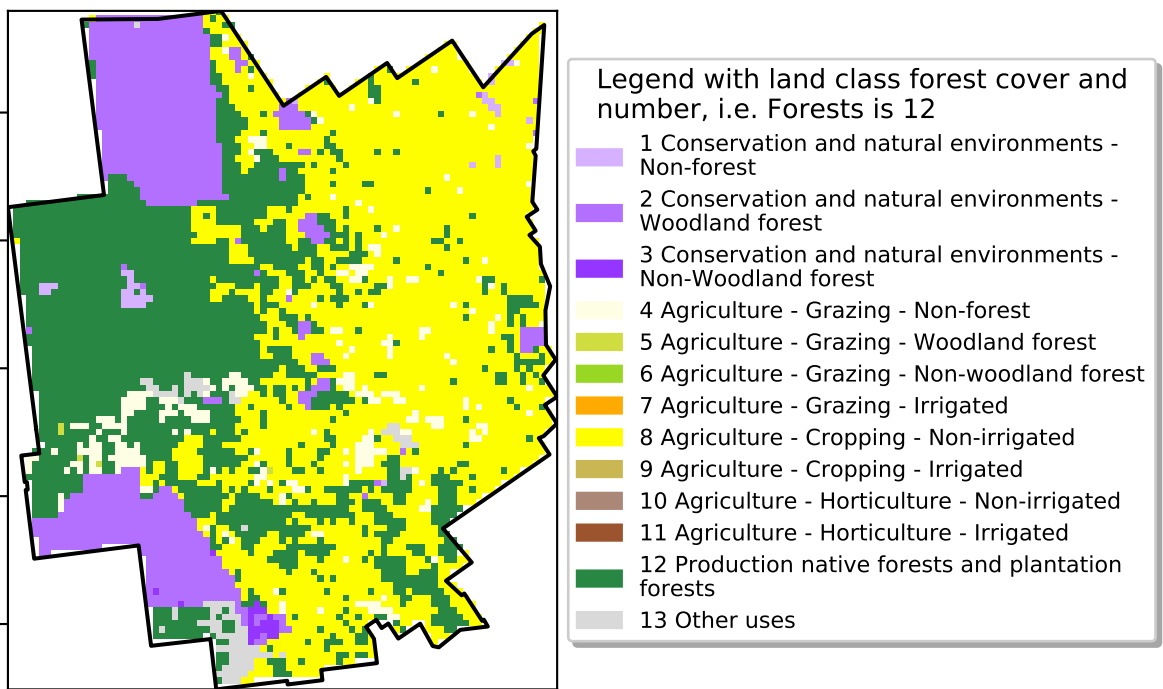 Legend with land class forest cover and
number, i.e. Forests is 12
1 Conservation and natural environments -
Non-forest
2 Conservation and natural environments -
Woodland forest
3 Conservation and natural environments -
Non-Woodland forest
4 Agriculture - Grazing - Non-forest
5 Agriculture - Grazing - Woodland forest
6 Agriculture - Grazing - Non-woodland forest
7 Agriculture - Grazing - Irrigated
8 Agriculture - Cropping - Non-irrigated
9 Agriculture - Cropping - Irrigated
10 Agriculture - Horticulture - Non-irrigated
11 Agriculture - Horticulture - Irrigated
12 Production native forests and plantation
forests
13 Other uses